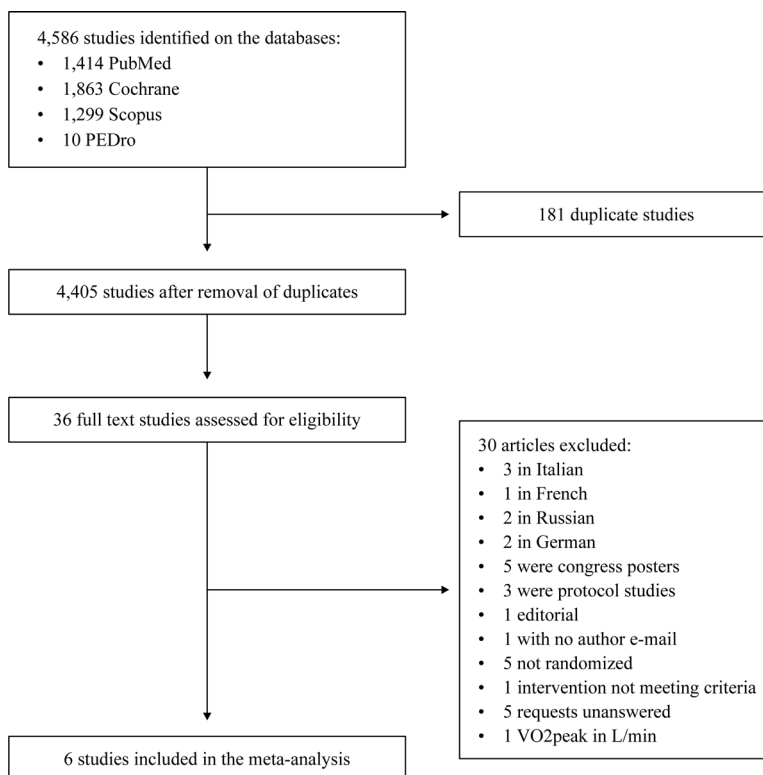 4,586 studies identified on the databases:
• 1,414 PubMed
• 1,863 Cochrane
• 1,299 Scopus
• 10 PEDro
181 duplicate studies
4,405 studies after removal of duplicates
36 full text studies assessed for eligibility
30 articles excluded:
• 3 in Italian
• 1 in French
• 2 in Russian
• 2 in German
• 5 were congress posters
• 3 were protocol studies
• 1 editorial
• 1 with no author e-mail
• 5 not randomized
• 1 intervention not meeting criteria
• 5 requests unanswered
• 1 VO2peak in L/min
6 studies included in the meta-analysis